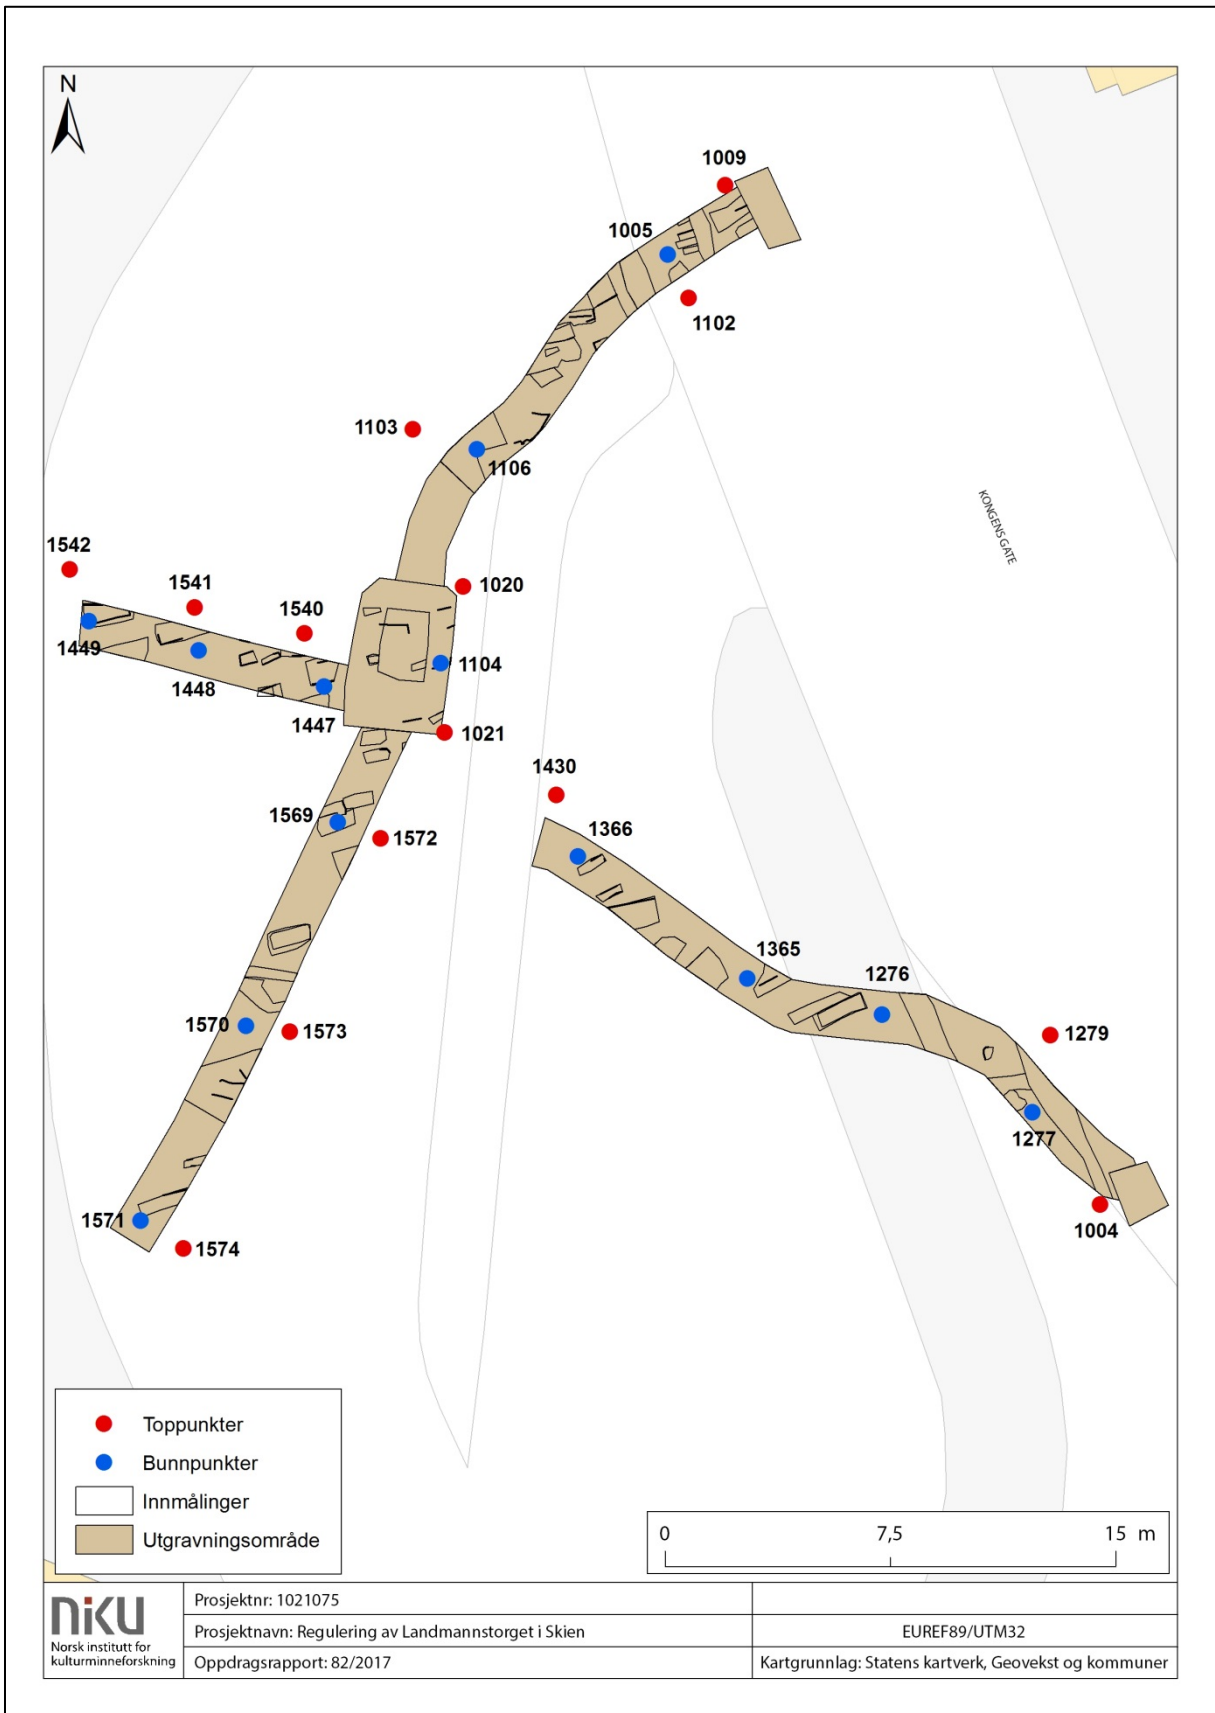 N
1009
1005
1102
1103
1106
KONGENS GATE
1542
1541
1540
1020
1449
1448
1447
1104
1021
1430
1569
1572
1366
1365
1276
1570
1573
1279
1277
1571
1574
1004
Toppunkter
Bunnpunkter
Innmålinger
Utgravningsområde
0 7,5 15 m
niKU
Norsk institutt for
kulturminneforskning
Prosjektnr: 1021075
Prosjektnavn: Regulering av Landmannstorget i Skien
EUREF89/UTM32
Oppdragsrapport: 82/2017
Kartgrunnlag: Statens kartverk, Geovekst og kommuner